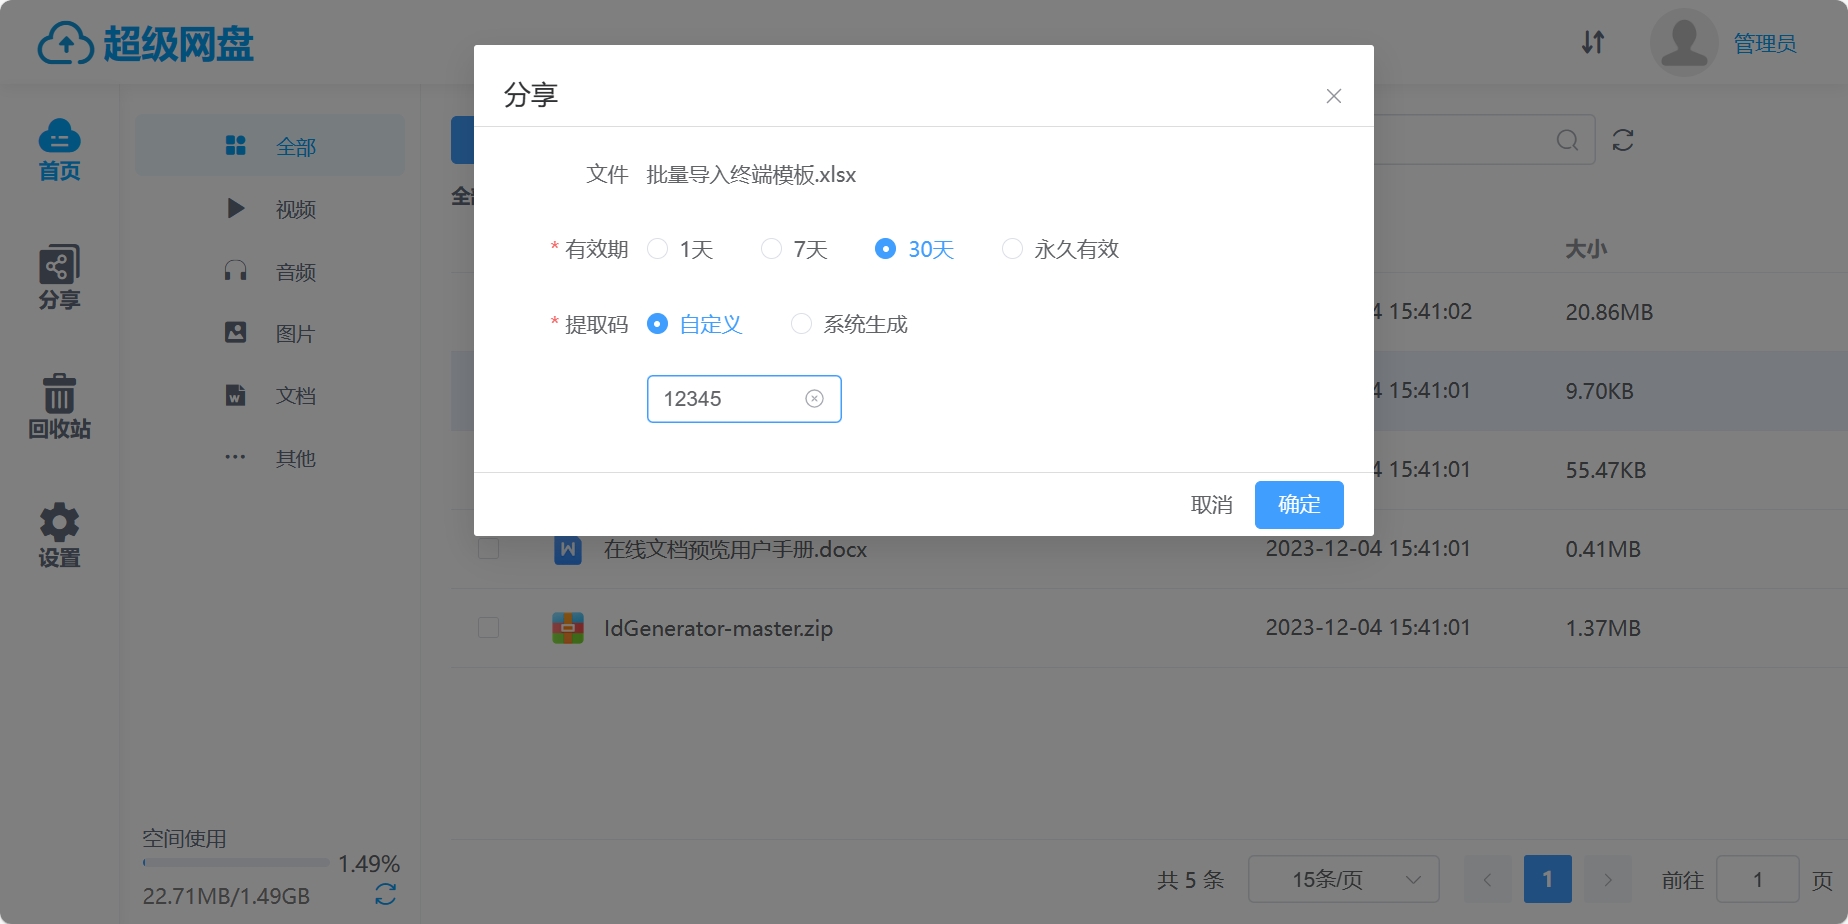 超级网盘
管理员
首页
分享
回收站
设置
全部
视频
音频
图片
文档
其他
空间使用
1.49%
22.71MB/1.49GB
分享
文件 批量导入终端模板.xlsx
* 有效期 1天 7天 30天 永久有效
* 提取码 自定义 系统生成
12345
取消 确定
全
大小
4 15:41:02 20.86MB
4 15:41:01 9.70KB
4 15:41:01 55.47KB
在线文档预览用户手册.docx 2023-12-04 15:41:01 0.41MB
IdGenerator-master.zip 2023-12-04 15:41:01 1.37MB
共 5 条 15条/页 1 前往 1 页